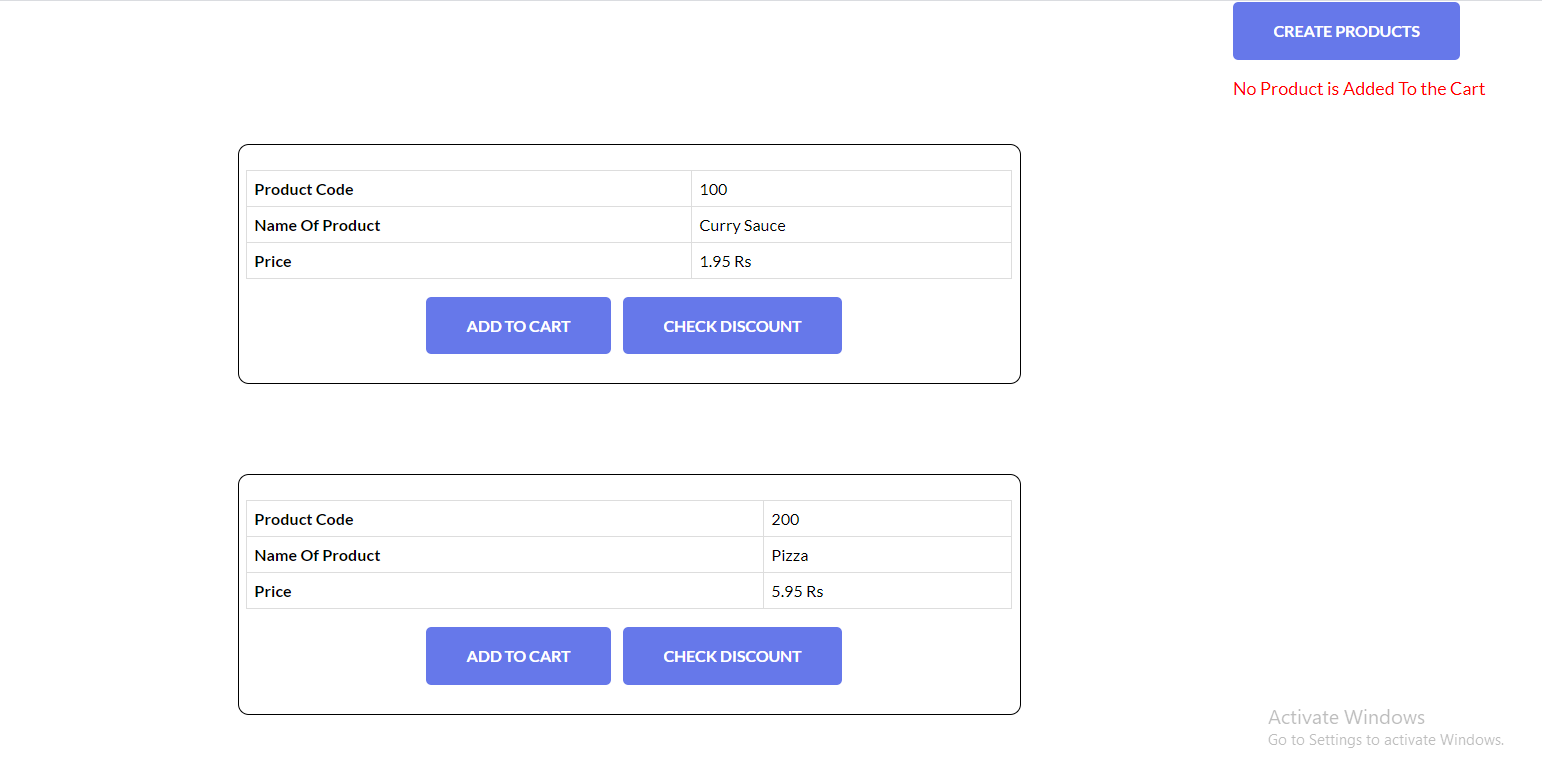 CREATE PRODUCTS
No Product is Added To the Cart
Product Code 100
Name Of Product Curry Sauce
Price 1.95 Rs
ADD TO CART CHECK DISCOUNT
Product Code 200
Name Of Product Pizza
Price 5.95 Rs
ADD TO CART CHECK DISCOUNT
Activate Windows
Go to Settings to activate Windows.